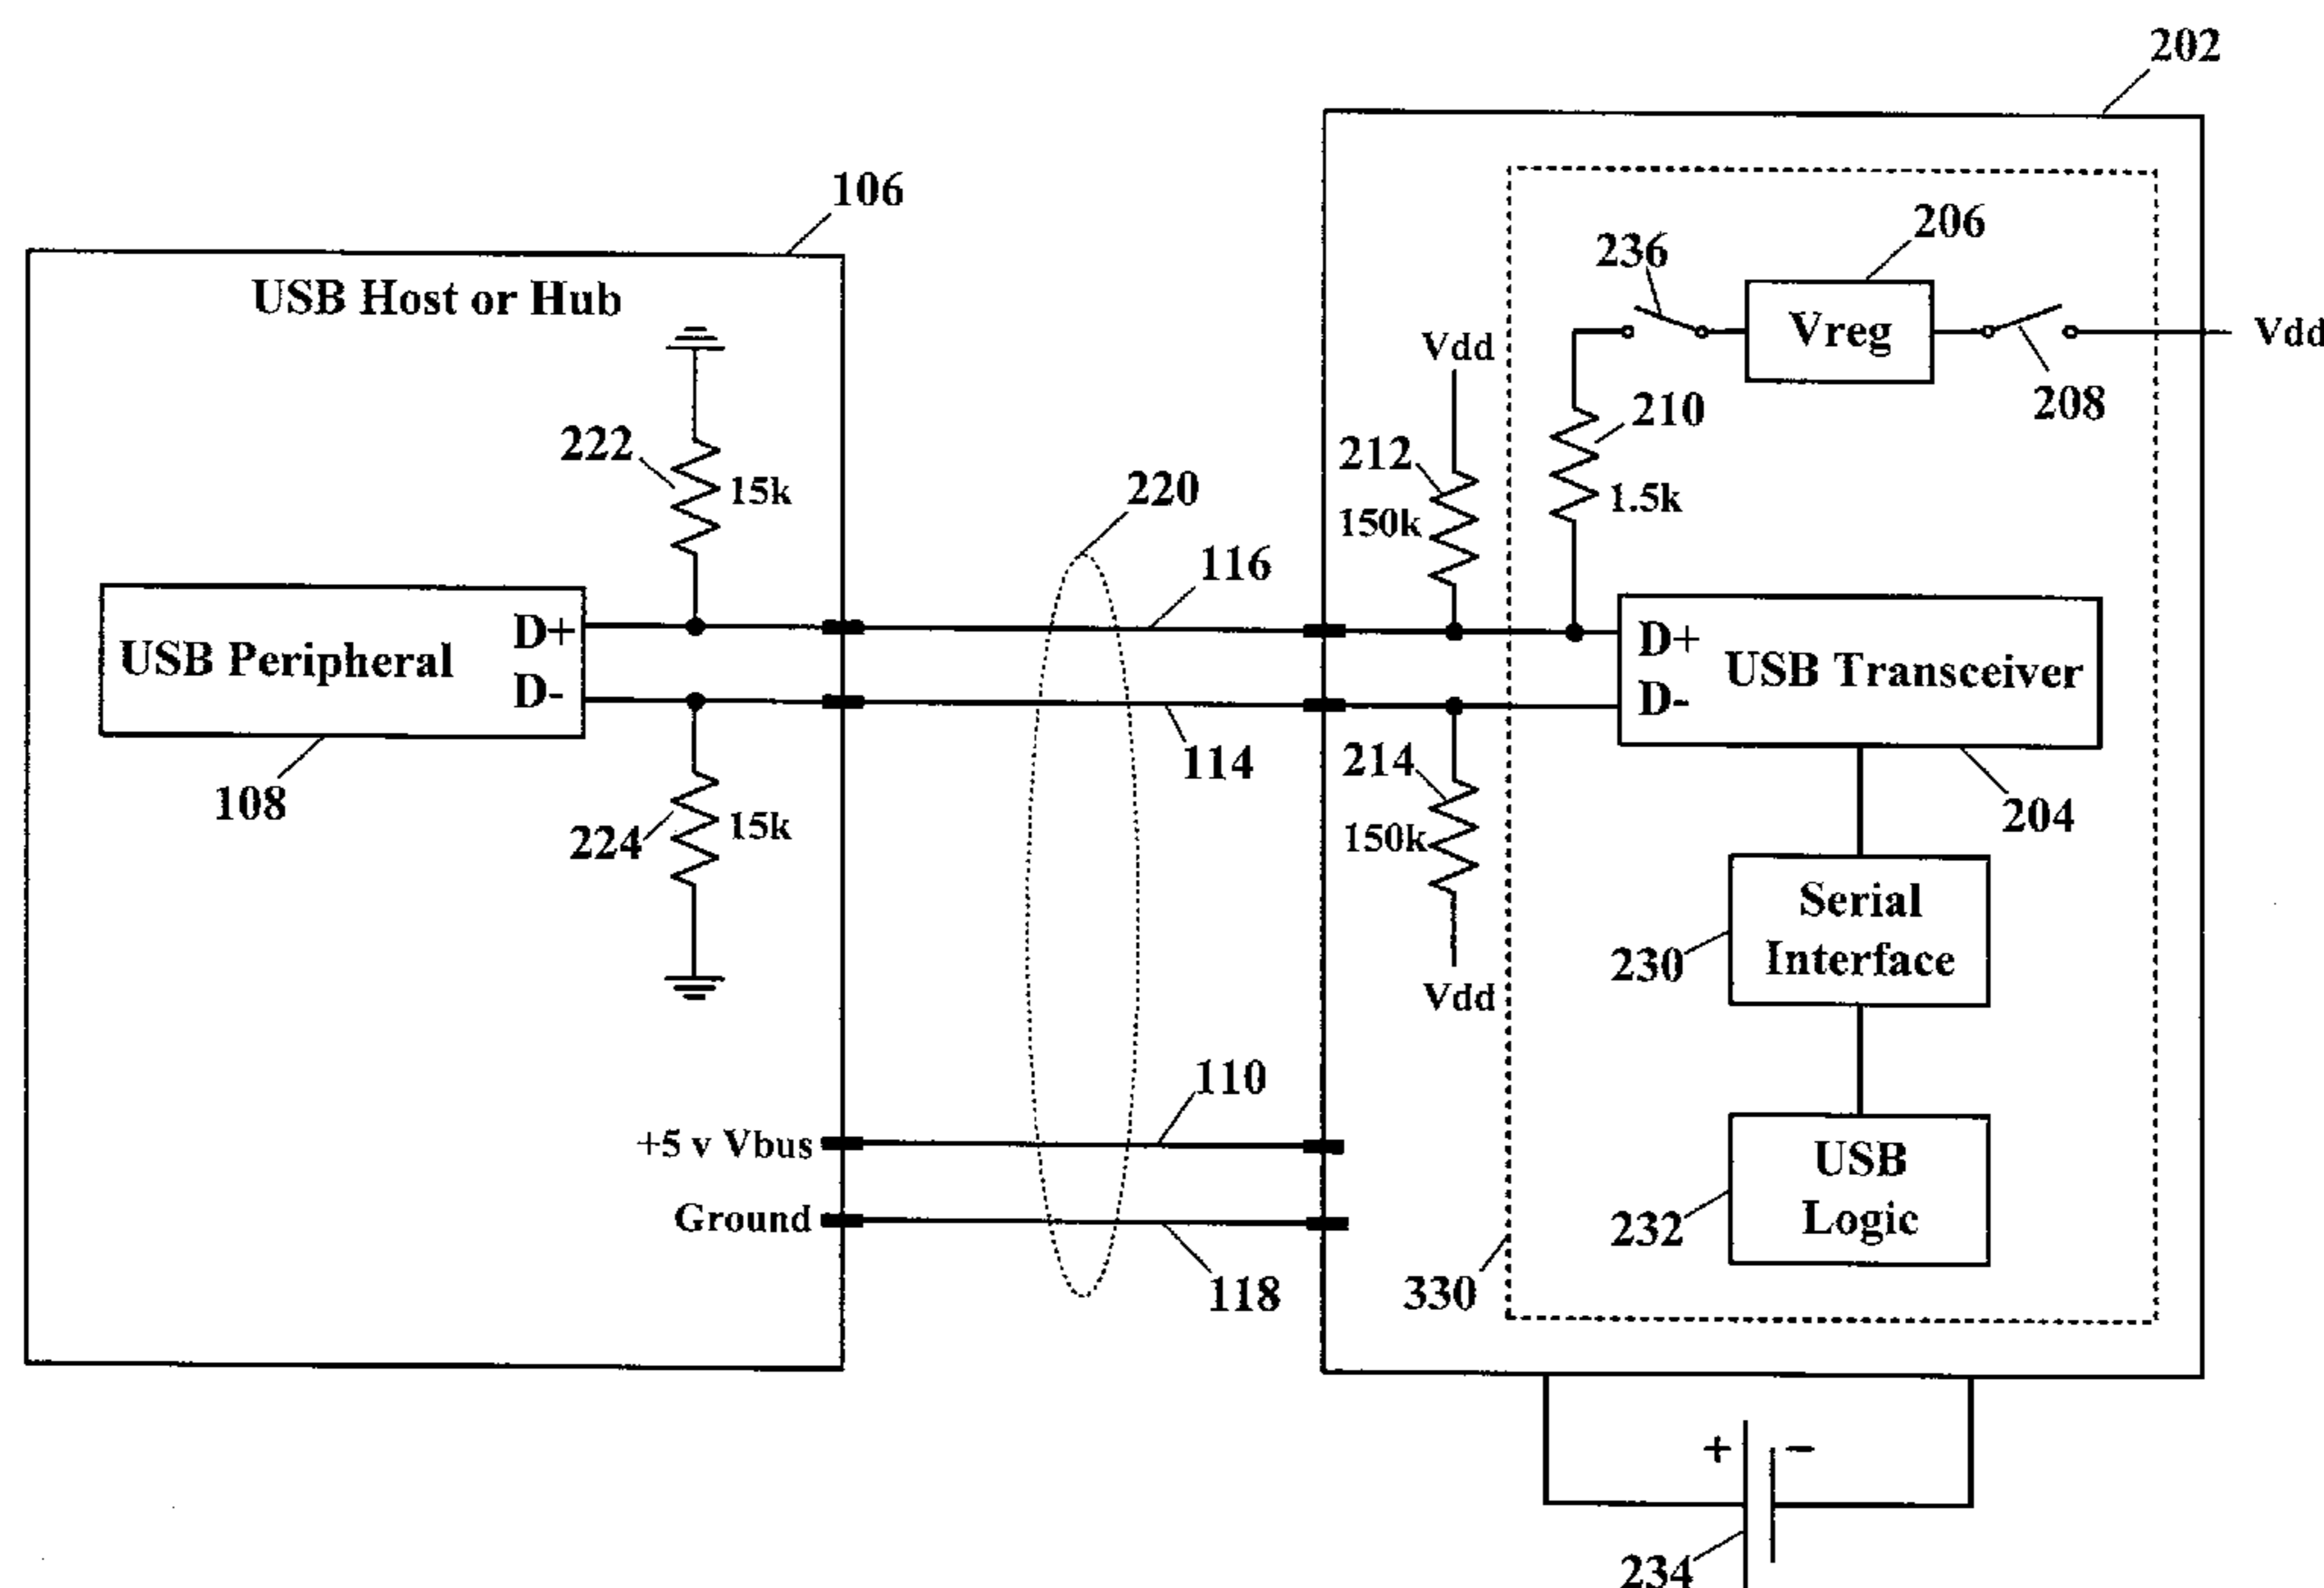 202
106
USB Host or Hub
206
236
Vreg
Vdd
Vdd
208
210
222
15k
212
220
150k
1.5k
116
USB Peripheral
D+
D-
D+
D-
USB Transceiver
108
114
214
204
224
15k
150k
Serial
Interface
230
Vdd
110
+5 v Vbus
USB
Logic
Ground
232
118
330
+
−
234